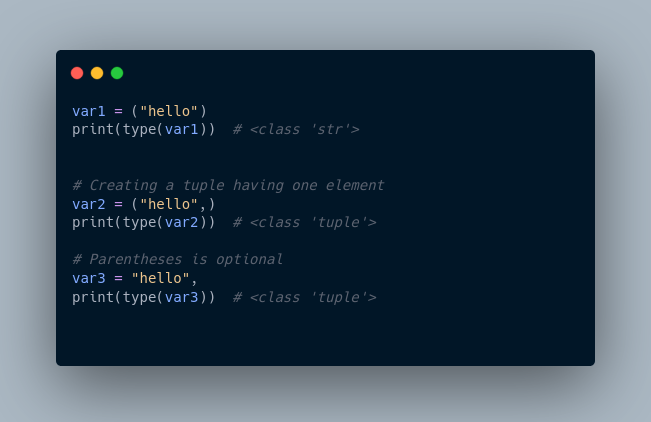 var1 = ("hello")
print(type(var1))  # <class 'str'>
# Creating a tuple having one element
var2 = ("hello",)
print(type(var2))  # <class 'tuple'>
# Parentheses is optional
var3 = "hello",
print(type(var3))  # <class 'tuple'>